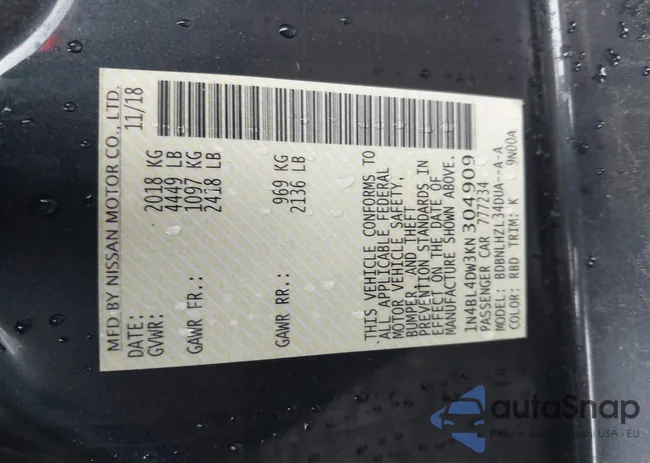 MFD BY NISSAN MOTOR CO., LTD.
DATE: 11/18
GVWR: 2018 KG
4449 LB
GAWR FR.: 1097 KG
2418 LB
GAWR RR.: 969 KG
2136 LB
THIS VEHICLE CONFORMS TO
ALL APPLICABLE FEDERAL
MOTOR VEHICLE SAFETY,
BUMPER, AND THEFT
PREVENTION STANDARDS IN
EFFECT ON THE DATE OF
MANUFACTURE SHOWN ABOVE.
1N4BL4DW3KN304909
PASSENGER CAR 777234
MODEL: BDBNLHZL34DUA--A-A
COLOR: RBD TRIM: K 9N00A
autoSnap
USA i EU